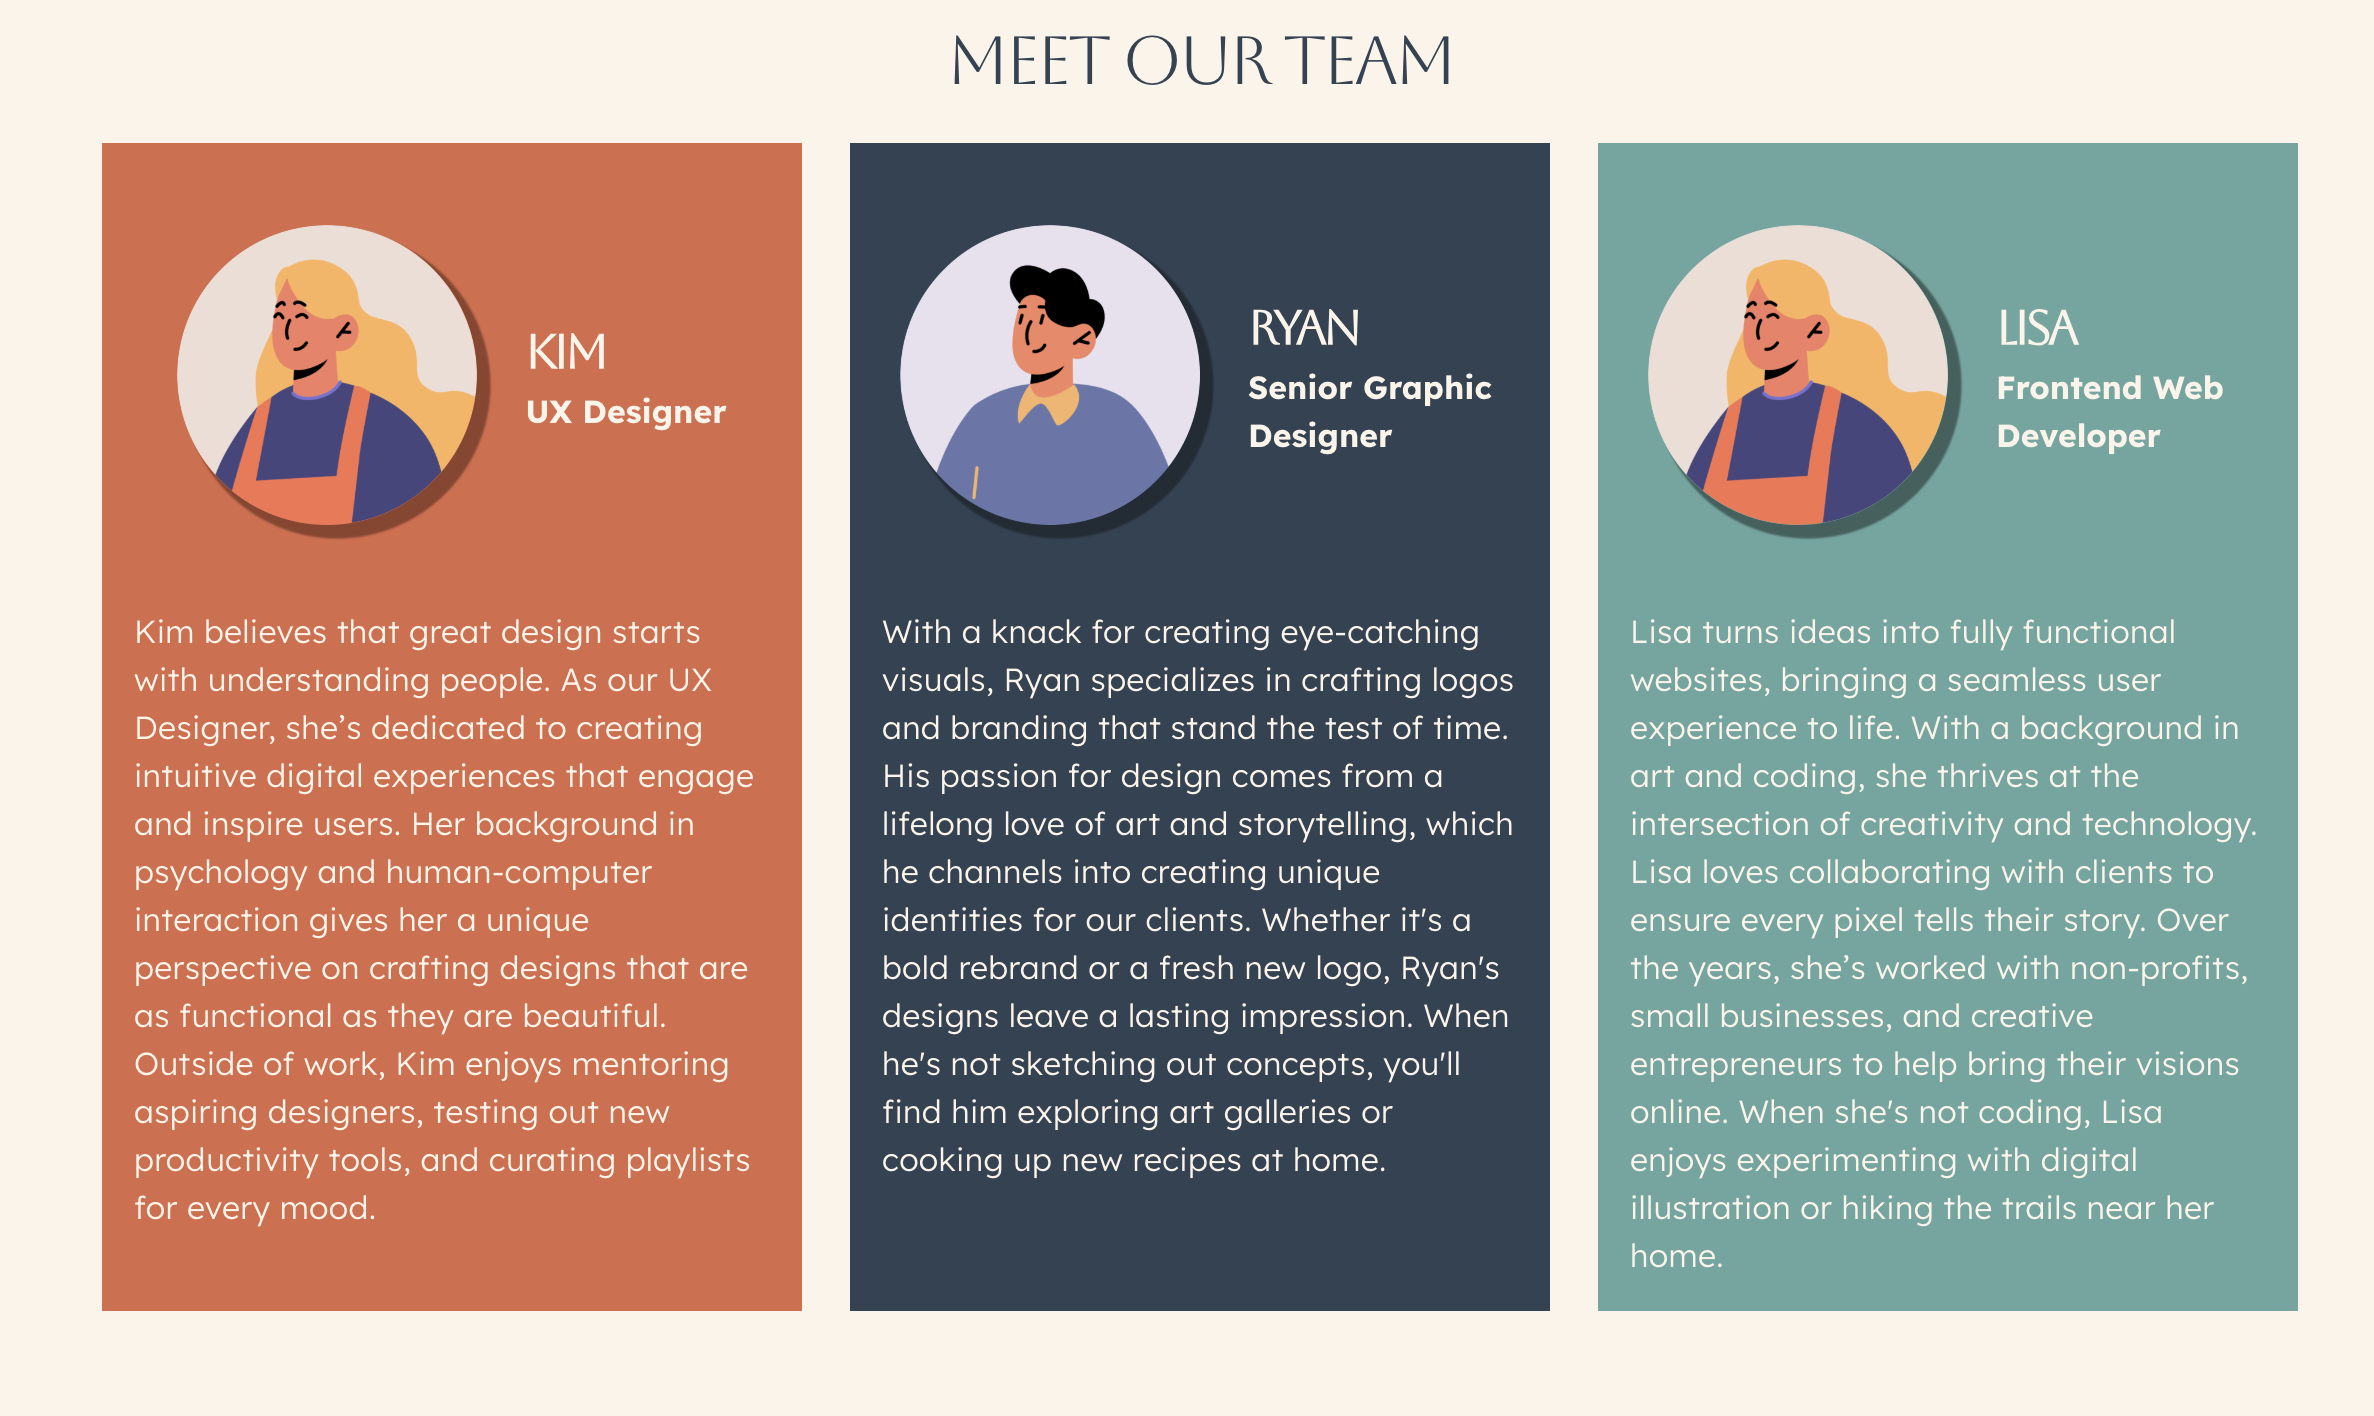 MEET OUR TEAM
KIM
UX Designer
Kim believes that great design starts
with understanding people. As our UX
Designer, she’s dedicated to creating
intuitive digital experiences that engage
and inspire users. Her background in
psychology and human-computer
interaction gives her a unique
perspective on crafting designs that are
as functional as they are beautiful.
Outside of work, Kim enjoys mentoring
aspiring designers, testing out new
productivity tools, and curating playlists
for every mood.
RYAN
Senior Graphic
Designer
With a knack for creating eye-catching
visuals, Ryan specializes in crafting logos
and branding that stand the test of time.
His passion for design comes from a
lifelong love of art and storytelling, which
he channels into creating unique
identities for our clients. Whether it's a
bold rebrand or a fresh new logo, Ryan's
designs leave a lasting impression. When
he's not sketching out concepts, you'll
find him exploring art galleries or
cooking up new recipes at home.
LISA
Frontend Web
Developer
Lisa turns ideas into fully functional
websites, bringing a seamless user
experience to life. With a background in
art and coding, she thrives at the
intersection of creativity and technology.
Lisa loves collaborating with clients to
ensure every pixel tells their story. Over
the years, she’s worked with non-profits,
small businesses, and creative
entrepreneurs to help bring their visions
online. When she's not coding, Lisa
enjoys experimenting with digital
illustration or hiking the trails near her
home.